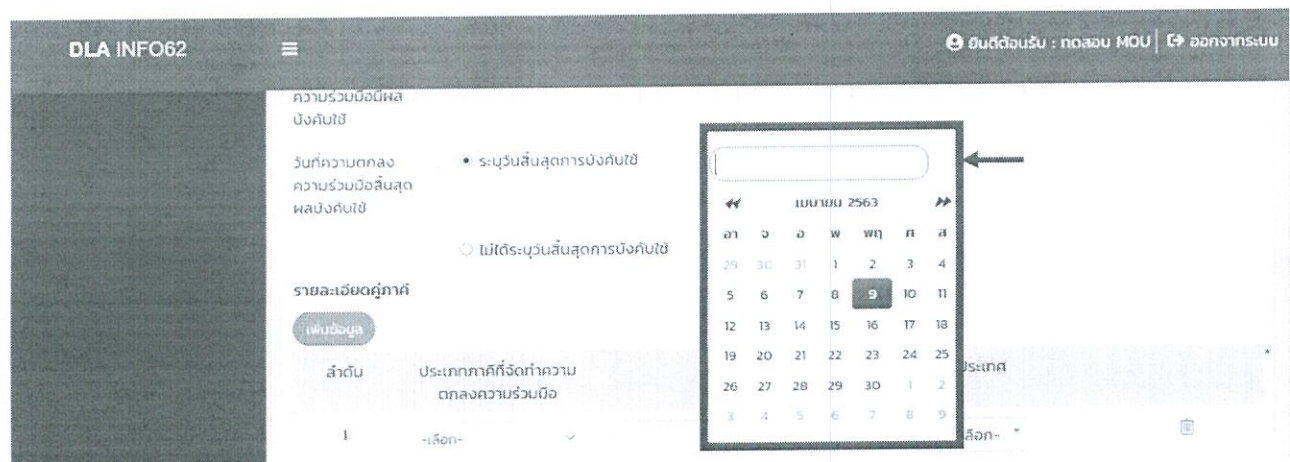 DLA INFO62 ยินดีต้อนรับ : ทดสอบ MOU ออกจากระบบ
ความร่วมมือมีผล
บังคับใช้
วันที่ความตกลง
ความร่วมมือสิ้นสุด
ผลบังคับใช้
ระบุวันสิ้นสุดการบังคับใช้
ไม่ได้ระบุวันสิ้นสุดการบังคับใช้
เมษายน 2563
อา จ อ พ พฤ ศ ส
29 30 31 1 2 3 4
5 6 7 8 9 10 11
12 13 14 15 16 17 18
19 20 21 22 23 24 25
26 27 28 29 30 1 2
3 4 5 6 7 8 9
รายละเอียดคู่ภาคี
เพิ่มข้อมูล
ลำดับ ประเภทภาคีที่จัดทำความ
ตกลงความร่วมมือ
ประเทศ *
1 -เลือก- ลือก-